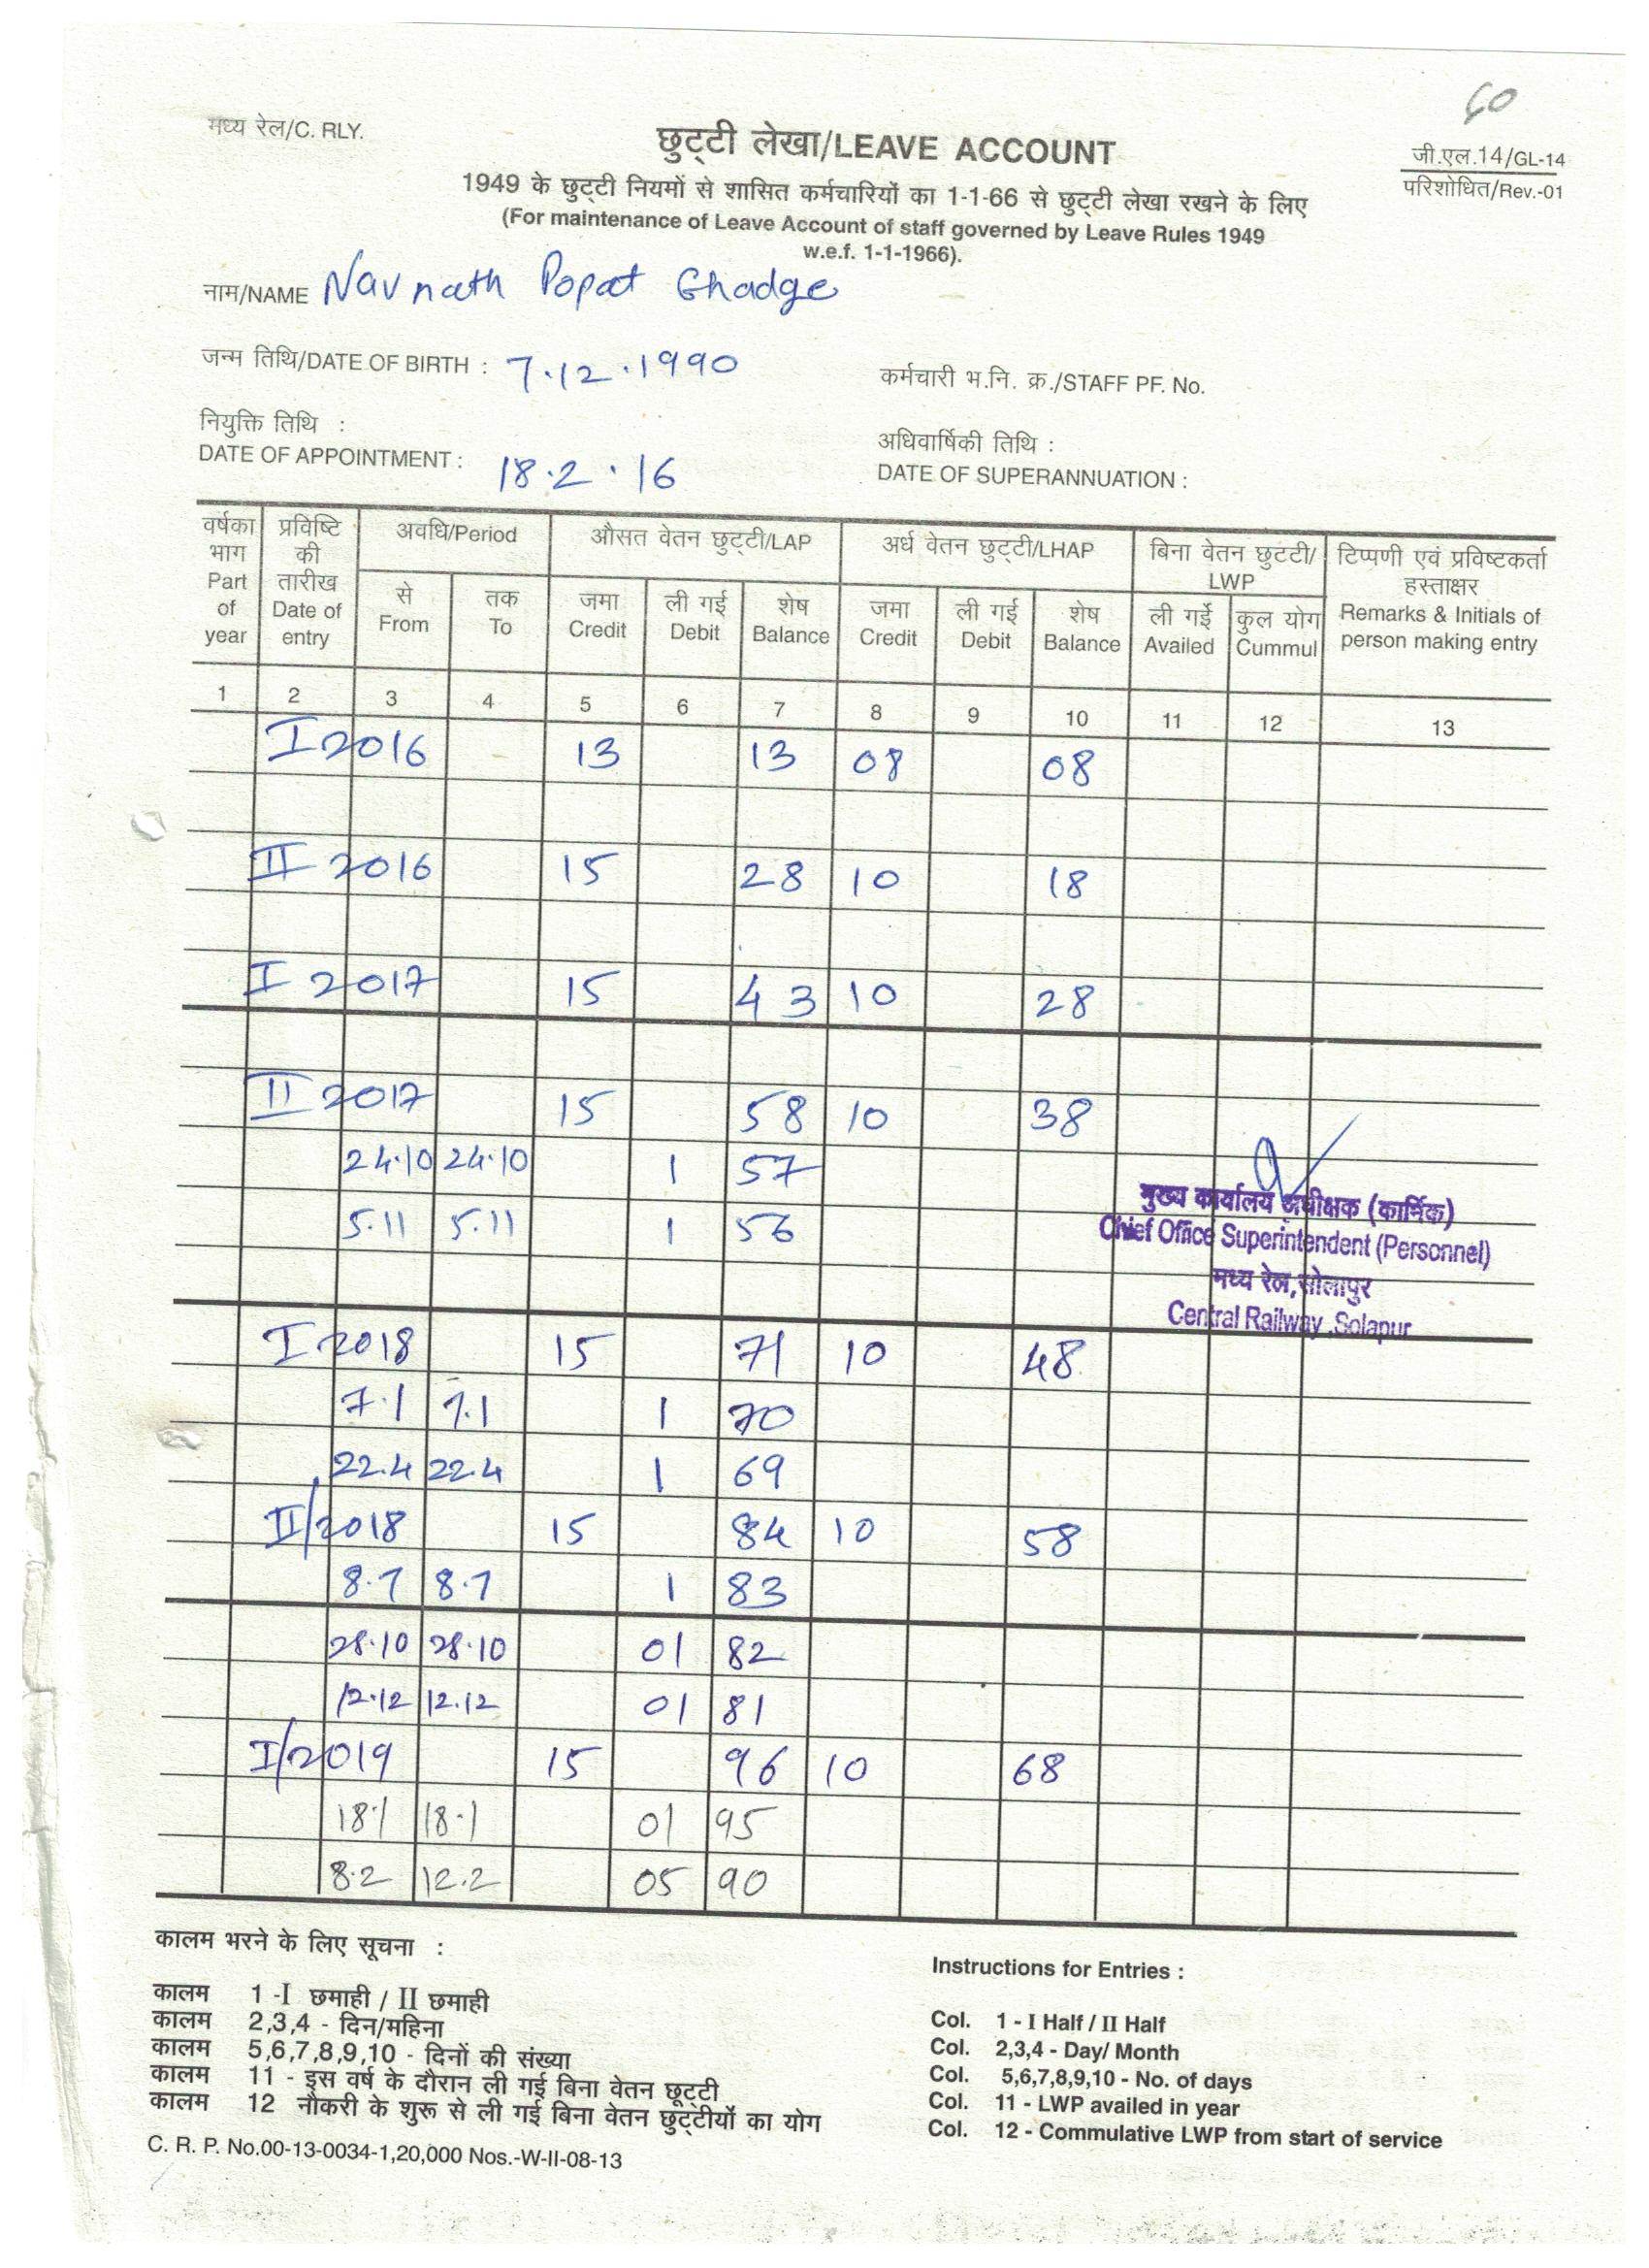 60
मध्य रेल/C. RLY.
छुट्टी लेखा/LEAVE ACCOUNT
जी.एल.14/GL-14
परिशोधित/Rev.-01
1949 के छुट्टी नियमों से शासित कर्मचारियों का 1-1-66 से छुट्टी लेखा रखने के लिए
(For maintenance of Leave Account of staff governed by Leave Rules 1949
w.e.f. 1-1-1966).
नाम/NAME Navnath Popat Ghadge
जन्म तिथि/DATE OF BIRTH : 7.12.1990
कर्मचारी भ.नि. क्र./STAFF PF. No.
नियुक्ति तिथि :
DATE OF APPOINTMENT : 18.2.16
अधिवार्षिकी तिथि :
DATE OF SUPERANNUATION :
वर्षका भाग Part of year | प्रविष्टि की तारीख Date of entry | अवधि/Period | औसत वेतन छुट्टी/LAP | अर्ध वेतन छुट्टी/LHAP | बिना वेतन छुटटी/LWP | टिप्पणी एवं प्रविष्टकर्ता हस्ताक्षर Remarks & Initials of person making entry
से From | तक To | जमा Credit | ली गई Debit | शेष Balance | जमा Credit | ली गई Debit | शेष Balance | ली गई Availed | कुल योग Cummul
1 2 3 4 5 6 7 8 9 10 11 12 13
I 2016 13 13 08 08
II 2016 15 28 10 18
I 2017 15 43 10 28
II 2017 15 58 10 38
24.10 24.10 1 57
5.11 5.11 1 56
मुख्य कार्यालय अधीक्षक (कार्मिक)
Chief Office Superintendent (Personnel)
मध्य रेल,सोलापुर
Central Railway ,Solapur
I 2018 15 71 10 48
7.1 7.1 1 70
22.4 22.4 1 69
II/2018 15 84 10 58
8.7 8.7 1 83
28.10 28.10 01 82
12.12 12.12 01 81
I/2019 15 96 10 68
18.1 18.1 01 95
8.2 12.2 05 90
कालम भरने के लिए सूचना :
कालम 1 -I छमाही / II छमाही
कालम 2,3,4 - दिन/महिना
कालम 5,6,7,8,9,10 - दिनों की संख्या
कालम 11 - इस वर्ष के दौरान ली गई बिना वेतन छूट्टी
कालम 12 नौकरी के शुरू से ली गई बिना वेतन छुट्टीयों का योग
C. R. P. No.00-13-0034-1,20,000 Nos.-W-II-08-13
Instructions for Entries :
Col. 1 - I Half / II Half
Col. 2,3,4 - Day/ Month
Col. 5,6,7,8,9,10 - No. of days
Col. 11 - LWP availed in year
Col. 12 - Commulative LWP from start of service